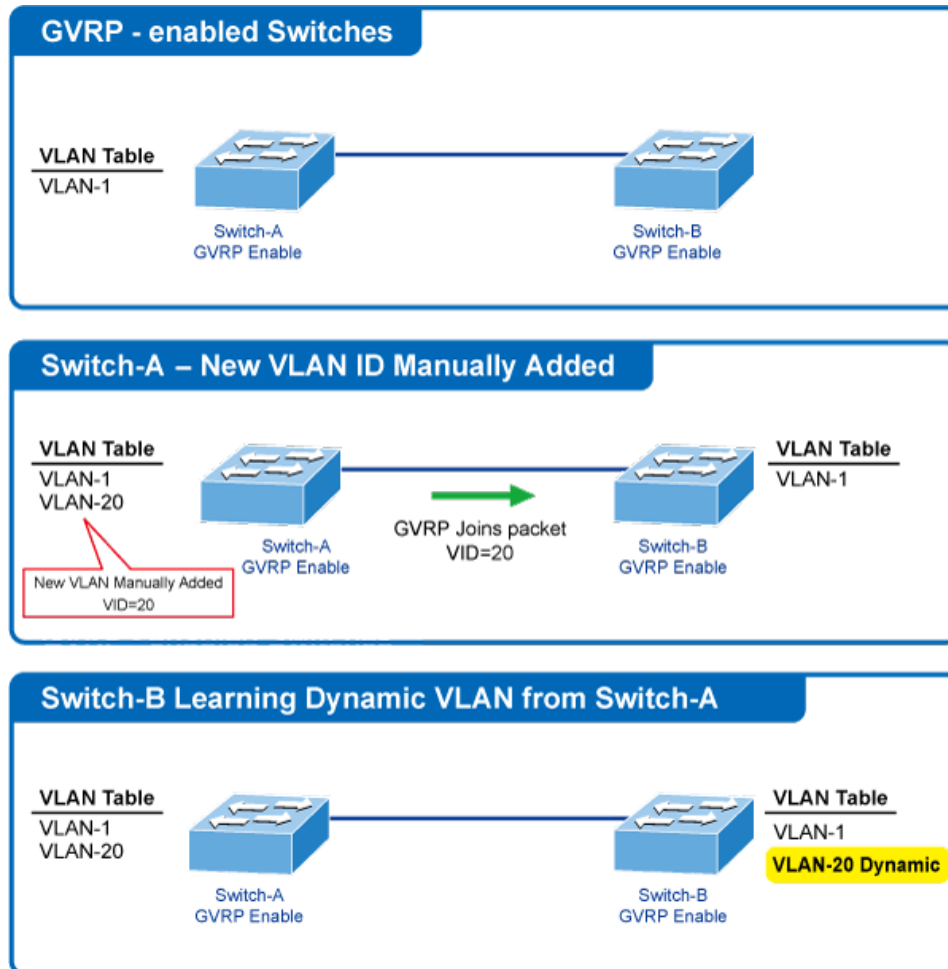 GVRP - enabled Switches
VLAN Table
VLAN-1
Switch-A
GVRP Enable
Switch-B
GVRP Enable
Switch-A – New VLAN ID Manually Added
VLAN Table
VLAN-1
VLAN-20
New VLAN Manually Added
VID=20
Switch-A
GVRP Enable
GVRP Joins packet
VID=20
Switch-B
GVRP Enable
VLAN Table
VLAN-1
Switch-B Learning Dynamic VLAN from Switch-A
VLAN Table
VLAN-1
VLAN-20
Switch-A
GVRP Enable
Switch-B
GVRP Enable
VLAN Table
VLAN-1
VLAN-20 Dynamic